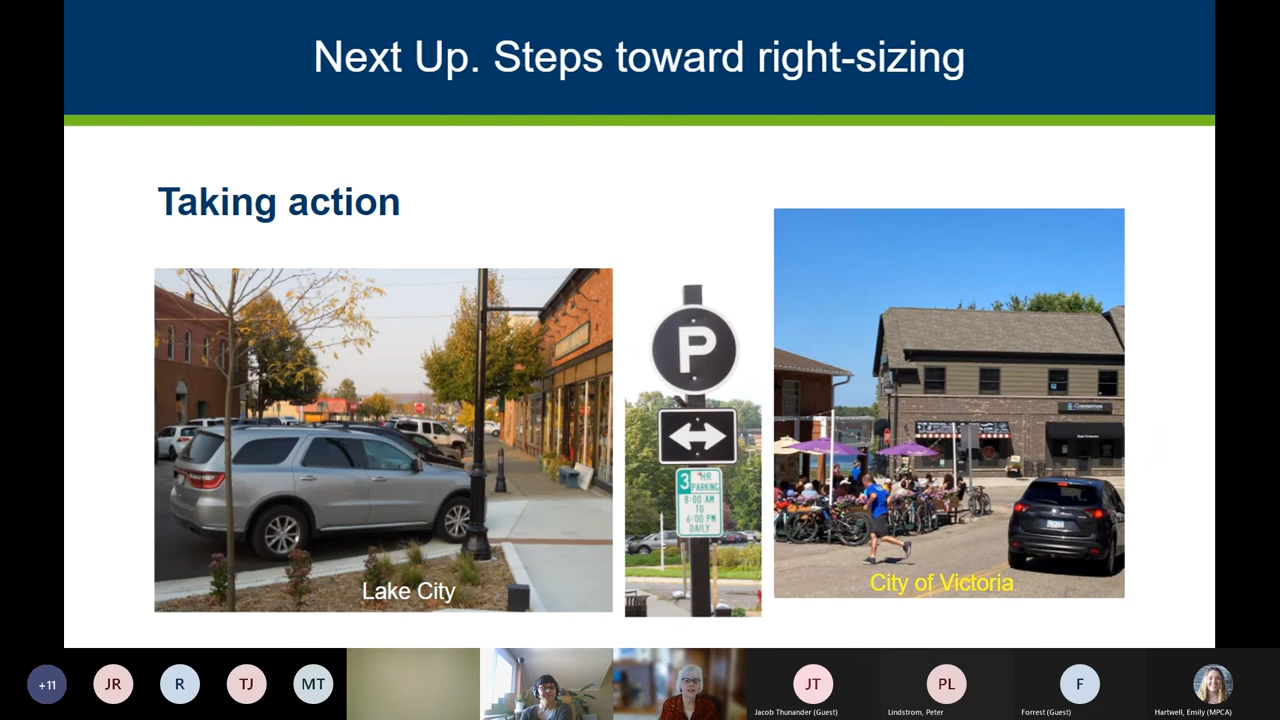 Next Up. Steps toward right-sizing
Taking action
Lake City
P
3 HR
PARKING
8:00 AM
TO
6:00 PM
DAILY
City of Victoria
+11
JR
R
TJ
MT
JT
Jacob Thunander (Guest)
PL
Lindstrom, Peter
F
Forrest (Guest)
Hartwell, Emily (MPCA)